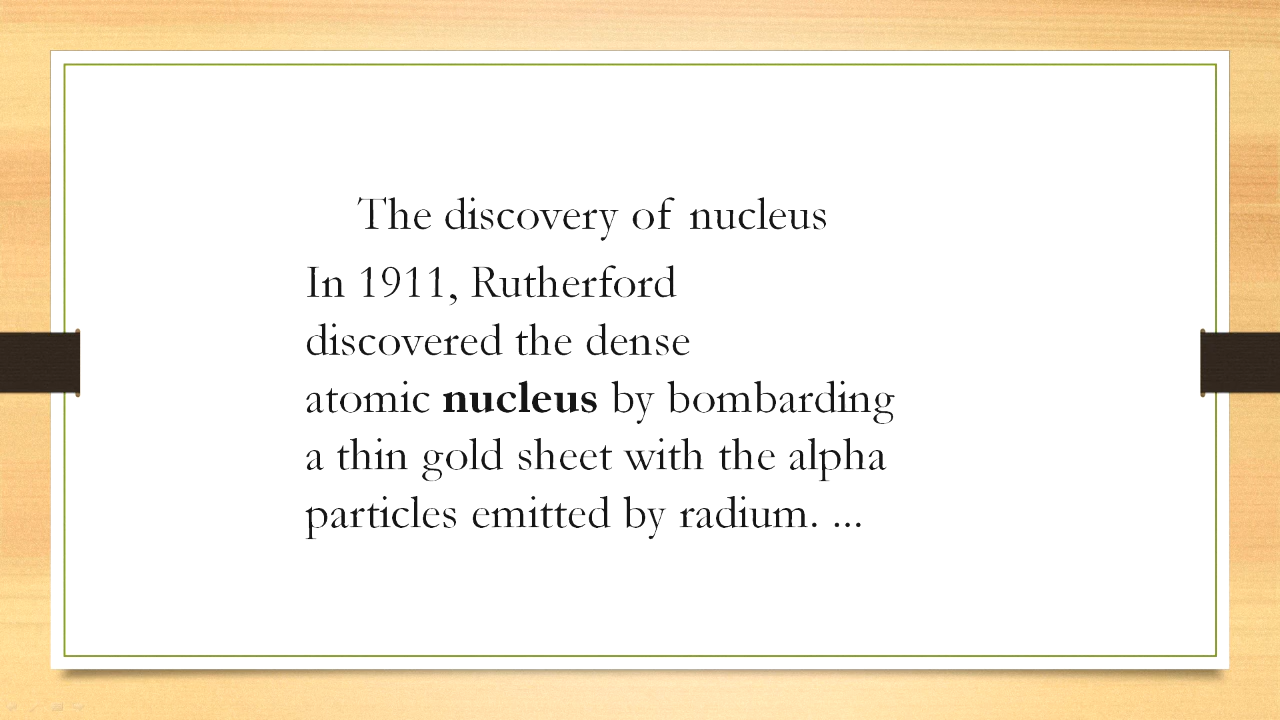 The discovery of nucleus
In 1911, Rutherford
discovered the dense
atomic nucleus by bombarding
a thin gold sheet with the alpha
particles emitted by radium. ...